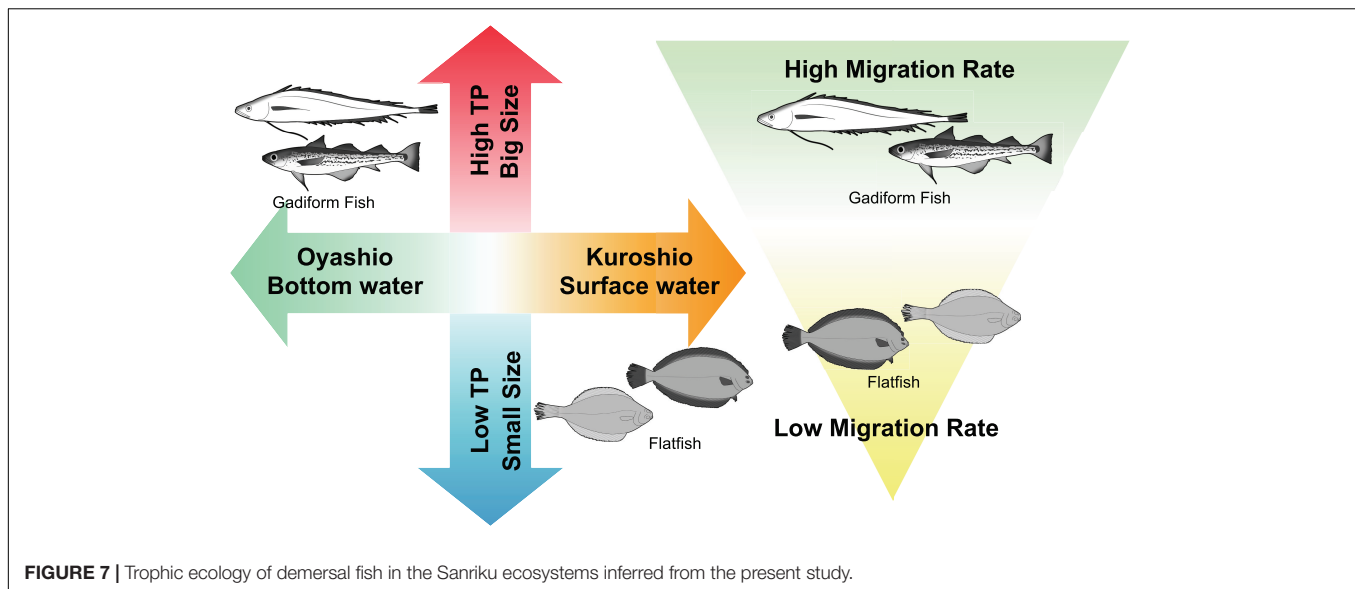 High TP
Big Size
Gadiform Fish
Oyashio
Bottom water
Kuroshio
Surface water
Low TP
Small Size
Flatfish
High Migration Rate
Gadiform Fish
Flatfish
Low Migration Rate
FIGURE 7 | Trophic ecology of demersal fish in the Sanriku ecosystems inferred from the present study.